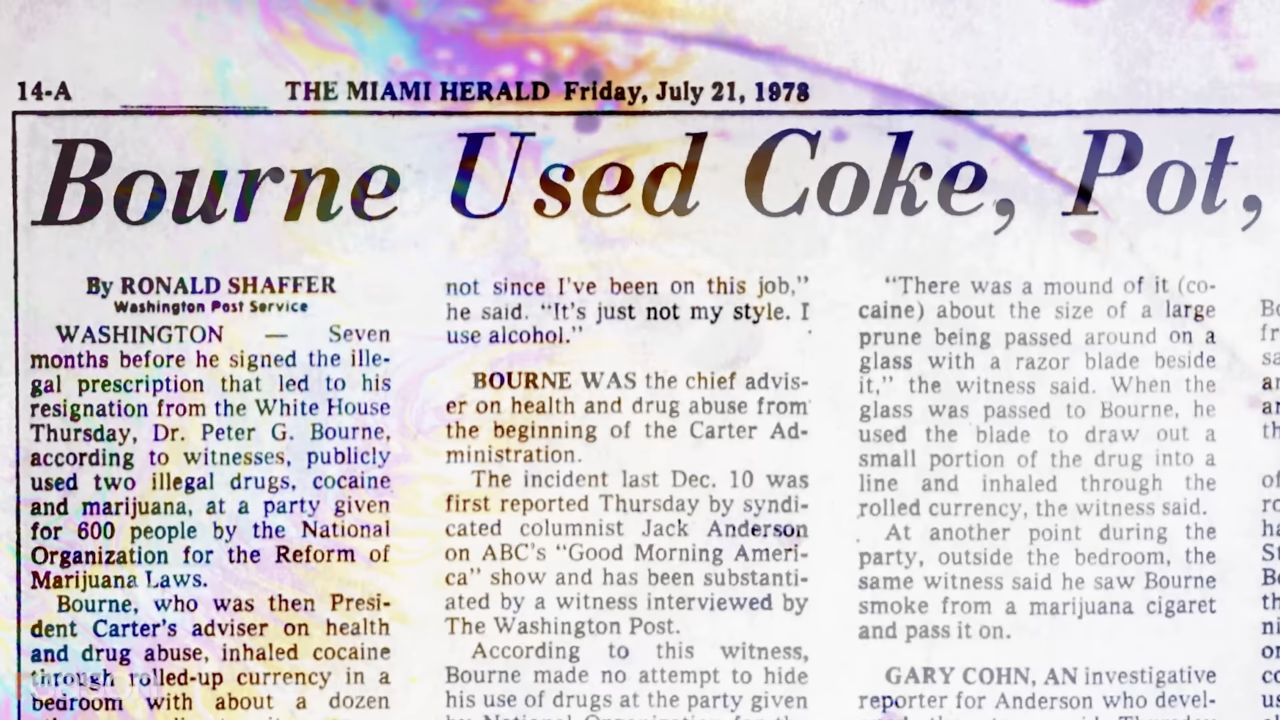 14-A THE MIAMI HERALD Friday, July 21, 1978
Bourne Used Coke, Pot,
By RONALD SHAFFER
Washington Post Service
WASHINGTON — Seven
months before he signed the ille-
gal prescription that led to his
resignation from the White House
Thursday, Dr. Peter G. Bourne,
according to witnesses, publicly
used two illegal drugs, cocaine
and marijuana, at a party given
for 600 people by the National
Organization for the Reform of
Marijuana Laws.
Bourne, who was then Presi-
dent Carter's adviser on health
and drug abuse, inhaled cocaine
through rolled-up currency in a
bedroom with about a dozen
not since I've been on this job,"
he said. "It's just not my style. I
use alcohol."
BOURNE WAS the chief advis-
er on health and drug abuse from
the beginning of the Carter Ad-
ministration.
The incident last Dec. 10 was
first reported Thursday by syndi-
cated columnist Jack Anderson
on ABC's "Good Morning Ameri-
ca" show and has been substanti-
ated by a witness interviewed by
The Washington Post.
According to this witness,
Bourne made no attempt to hide
his use of drugs at the party given
"There was a mound of it (co-
caine) about the size of a large
prune being passed around on a
glass with a razor blade beside
it," the witness said. When the
glass was passed to Bourne, he
used the blade to draw out a
small portion of the drug into a
line and inhaled through the
rolled currency, the witness said.
At another point during the
party, outside the bedroom, the
same witness said he saw Bourne
smoke from a marijuana cigaret
and pass it on.
GARY COHN, AN investigative
reporter for Anderson who devel-